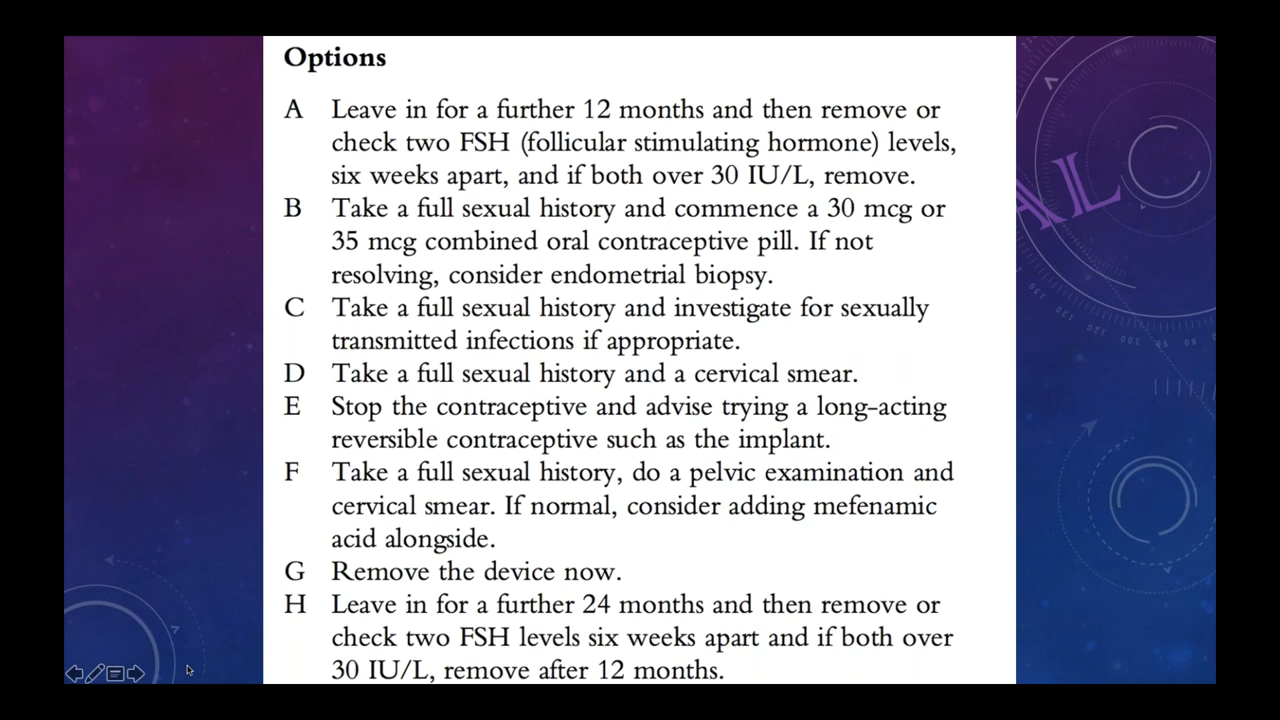 Options
A Leave in for a further 12 months and then remove or
check two FSH (follicular stimulating hormone) levels,
six weeks apart, and if both over 30 IU/L, remove.
B Take a full sexual history and commence a 30 mcg or
35 mcg combined oral contraceptive pill. If not
resolving, consider endometrial biopsy.
C Take a full sexual history and investigate for sexually
transmitted infections if appropriate.
D Take a full sexual history and a cervical smear.
E Stop the contraceptive and advise trying a long-acting
reversible contraceptive such as the implant.
F Take a full sexual history, do a pelvic examination and
cervical smear. If normal, consider adding mefenamic
acid alongside.
G Remove the device now.
H Leave in for a further 24 months and then remove or
check two FSH levels six weeks apart and if both over
30 IU/L, remove after 12 months.
AL